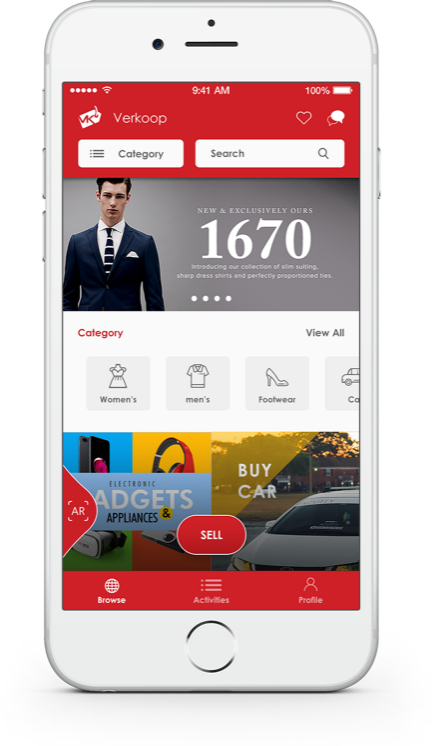 9:41 AM
100%
VK
Verkoop
Category
Search
NEW & EXCLUSIVELY OURS
1670
Introducing our collection of slim suiting,
sharp dress shirts and perfectly proportioned ties.
Category
View All
Women's
men's
Footwear
Ca
ELECTRONIC
GADGETS
APPLIANCES &
BUY
CAR
AR
SELL
Browse
Activities
Profile